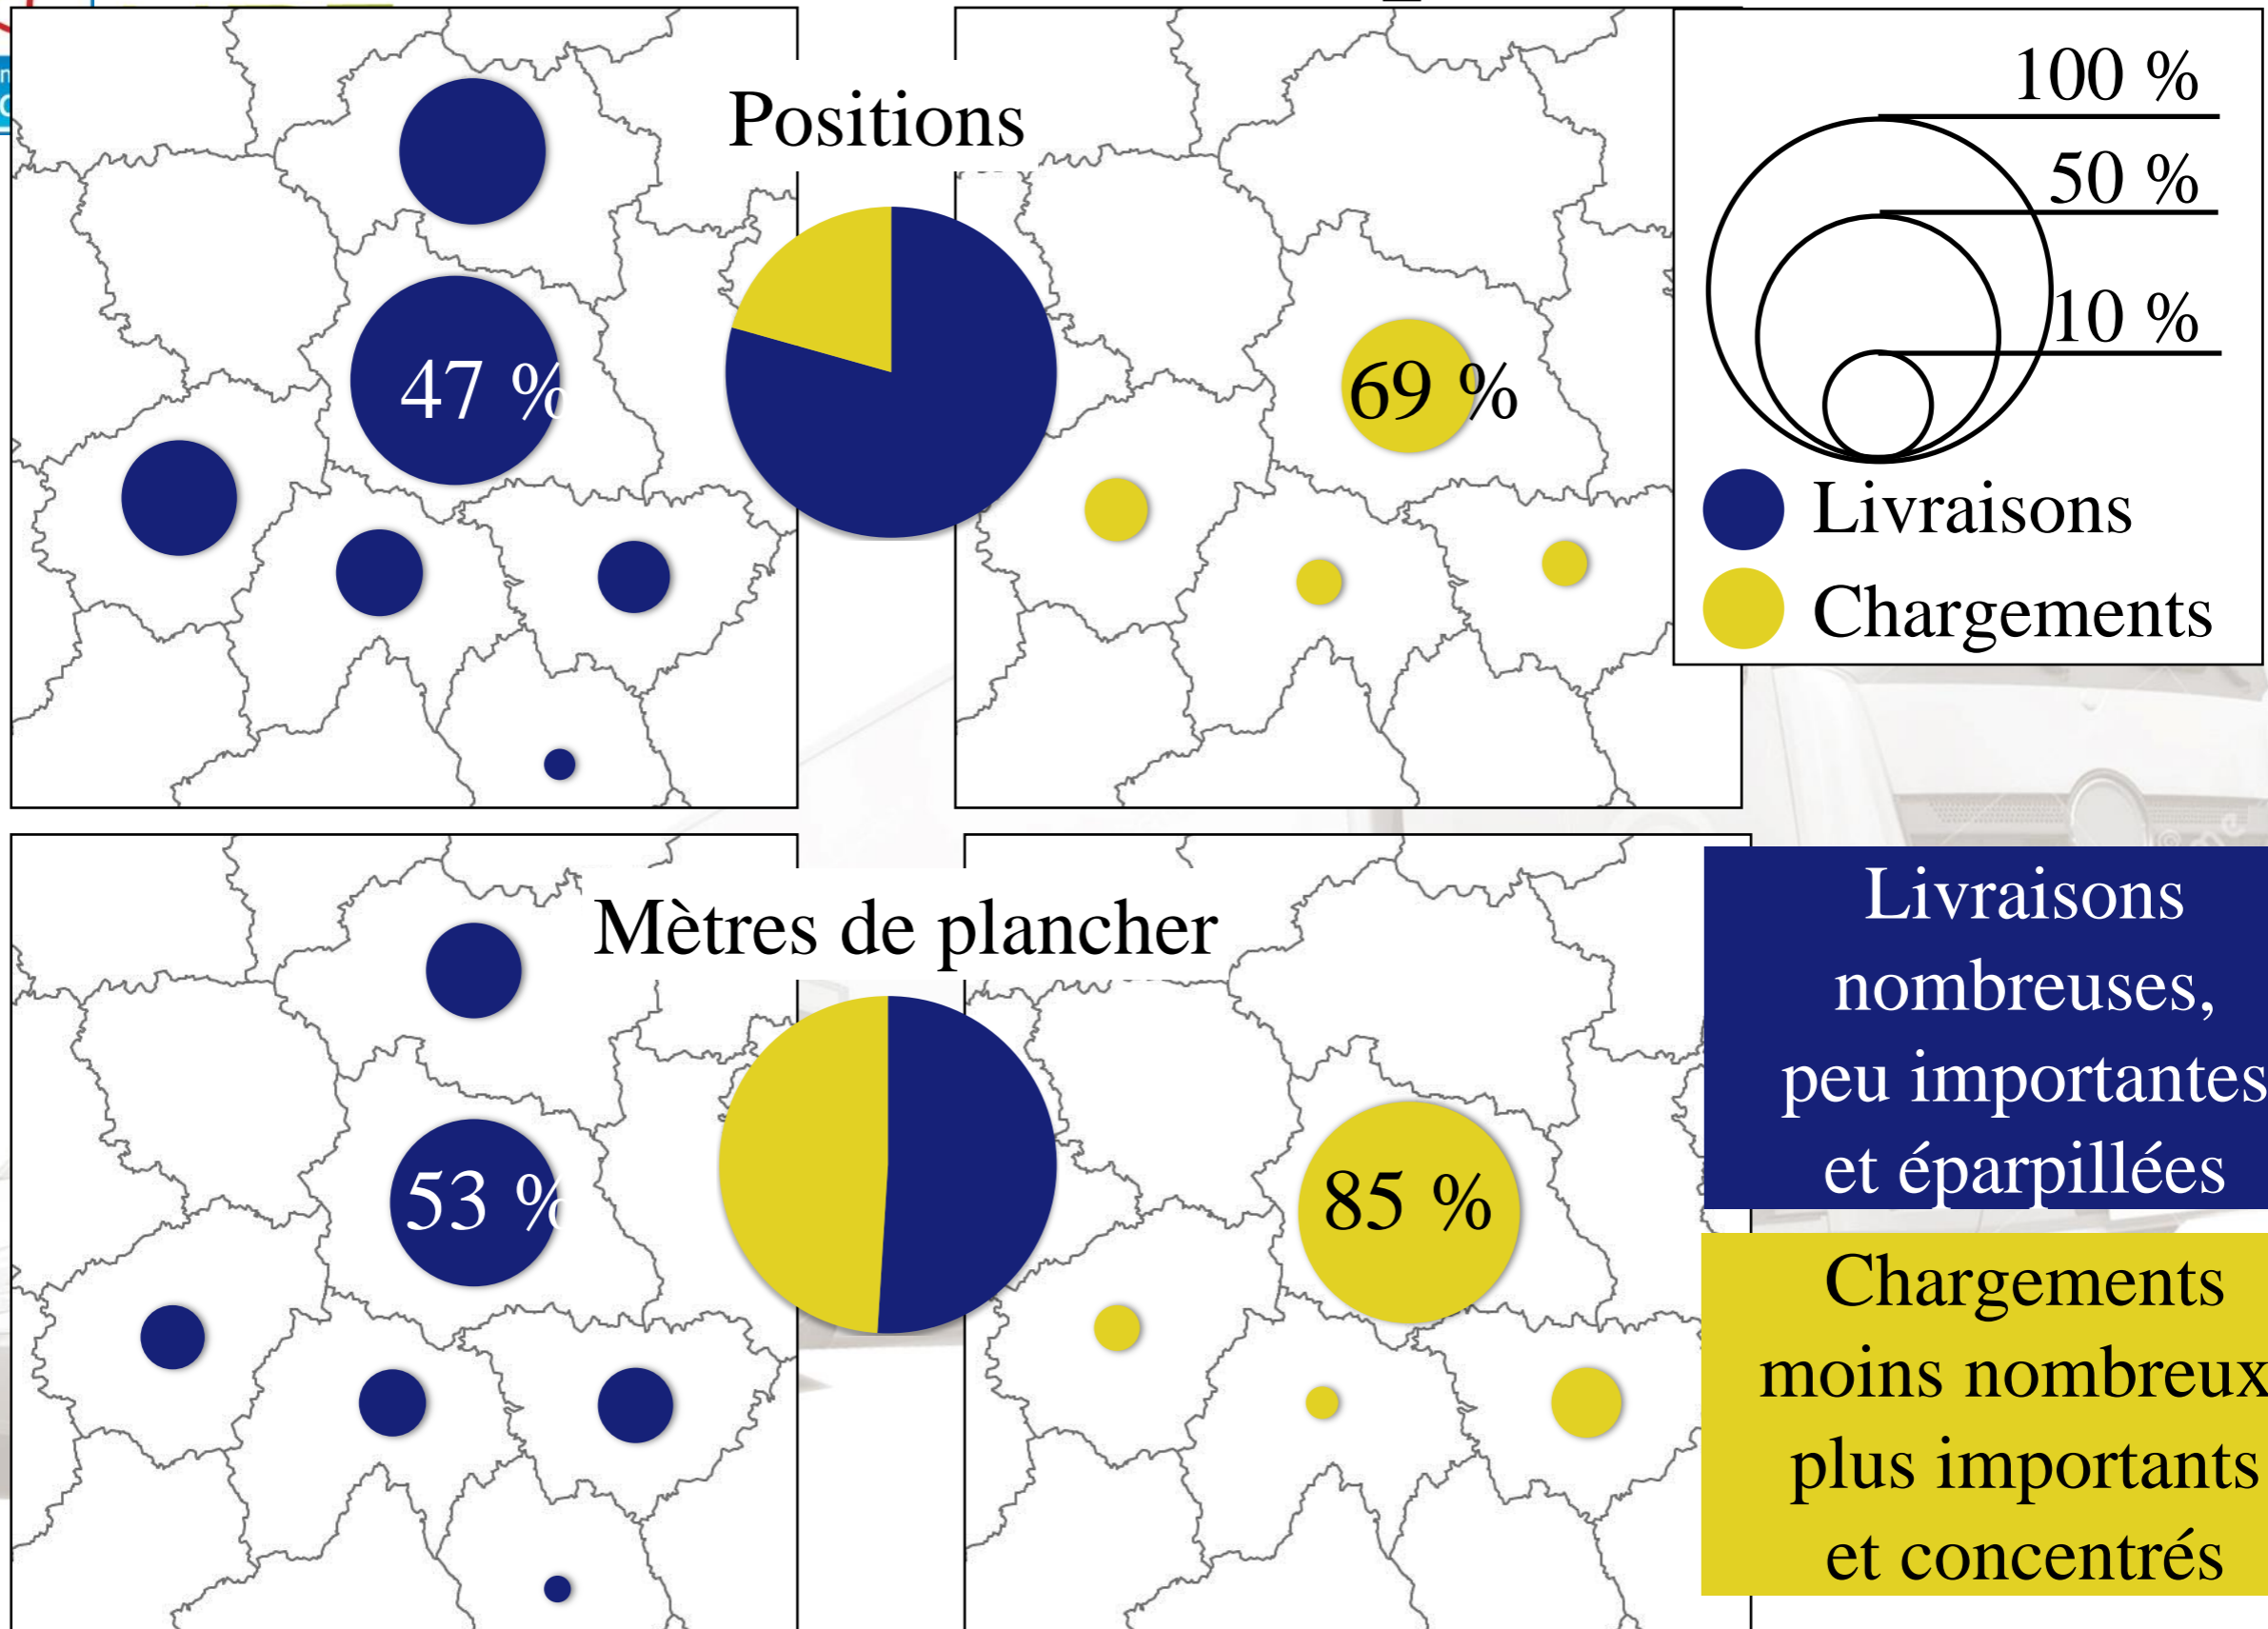 Positions
100 %
50 %
10 %
47 %
69 %
Livraisons
Chargements
Mètres de plancher
53 %
85 %
Livraisons
nombreuses,
peu importantes
et éparpillées
Chargements
moins nombreux
plus importants
et concentrés